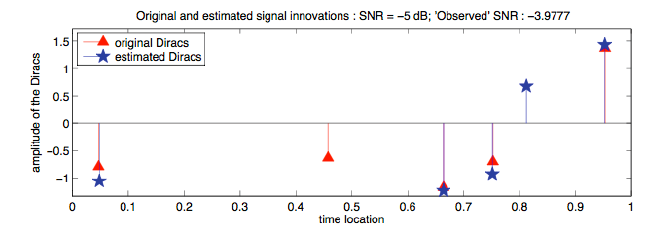 Original and estimated signal innovations : SNR = −5 dB; 'Observed' SNR : −3.9777
original Diracs
estimated Diracs
amplitude of the Diracs
1.5
1
0.5
0
−0.5
−1
0 0.1 0.2 0.3 0.4 0.5 0.6 0.7 0.8 0.9 1
time location